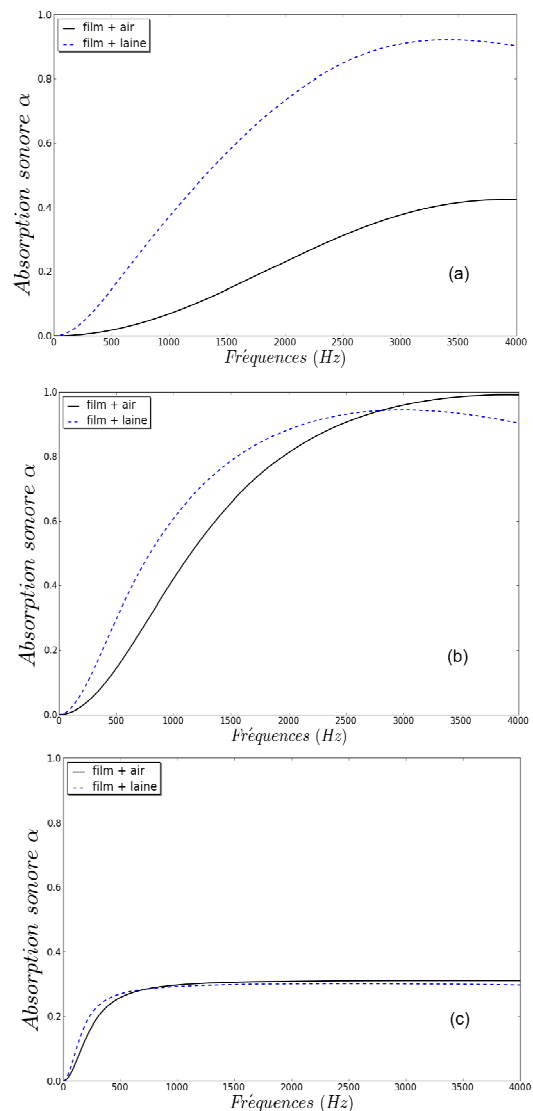 1.0
film + air
film + laine
0.8
0.6
0.4
0.2
0.0
Absorption sonore α
(a)
0 500 1000 1500 2000 2500 3000 3500 4000
Fréquences (Hz)
1.0
film + air
film + laine
0.8
0.6
0.4
0.2
0.0
Absorption sonore α
(b)
0 500 1000 1500 2000 2500 3000 3500 4000
Fréquences (Hz)
1.0
film + air
film + laine
0.8
0.6
0.4
0.2
0.0
Absorption sonore α
(c)
0 500 1000 1500 2000 2500 3000 3500 4000
Fréquences (Hz)